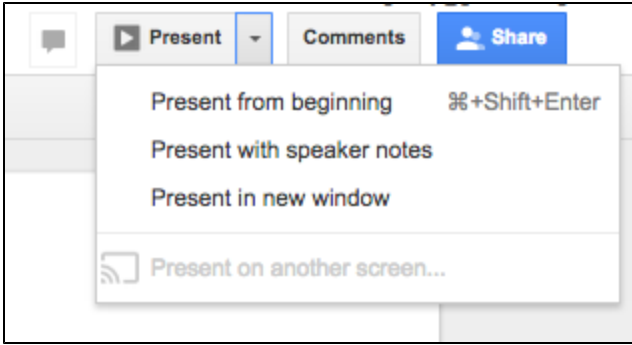 Present Comments Share
Present from beginning ⌘+Shift+Enter
Present with speaker notes
Present in new window
Present on another screen...